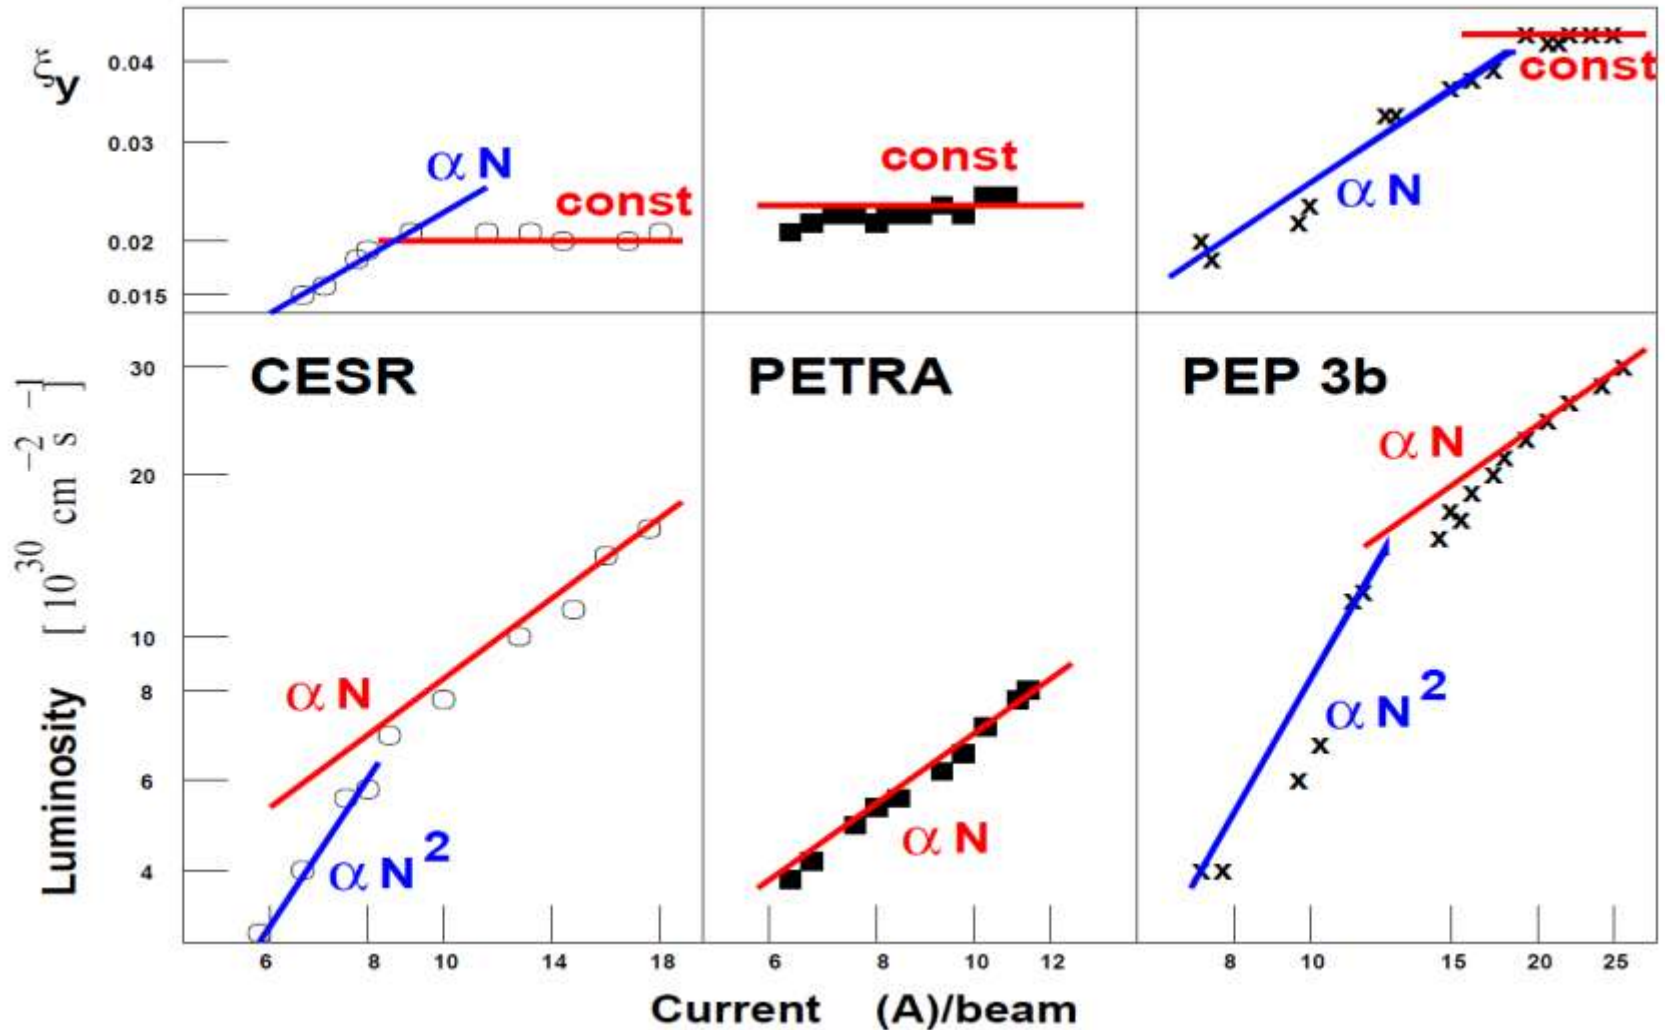 ξy
0.04
0.03
0.02
0.015
α N
const
const
const
α N
CESR
PETRA
PEP 3b
Luminosity [ 10^30 cm^−2 s^−1 ]
30
20
10
8
6
4
α N
α N^2
α N
α N
α N^2
6 8 10 14 18
6 8 10 12
8 10 15 20 25
Current (A)/beam